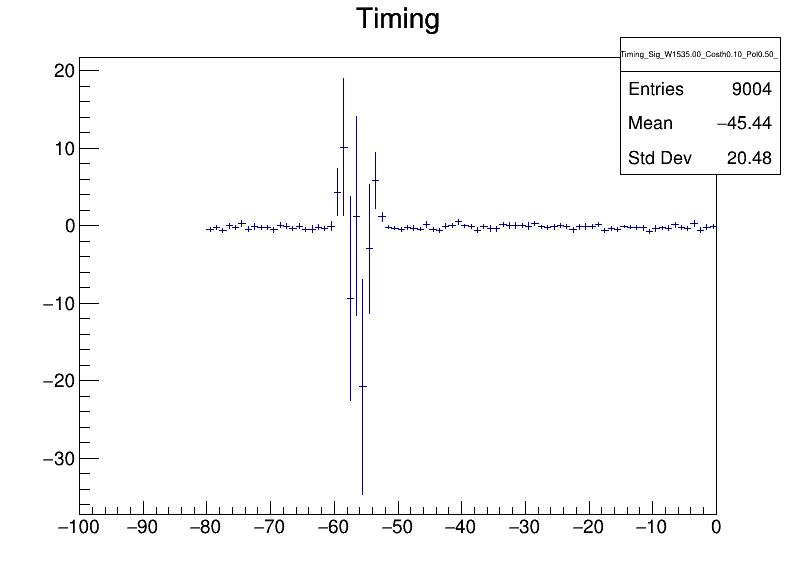 Timing
Timing_Sig_W1535.00_Costh0.10_Pol0.50_
Entries 9004
Mean −45.44
Std Dev 20.48
20
10
0
−10
−20
−30
−100 −90 −80 −70 −60 −50 −40 −30 −20 −10 0